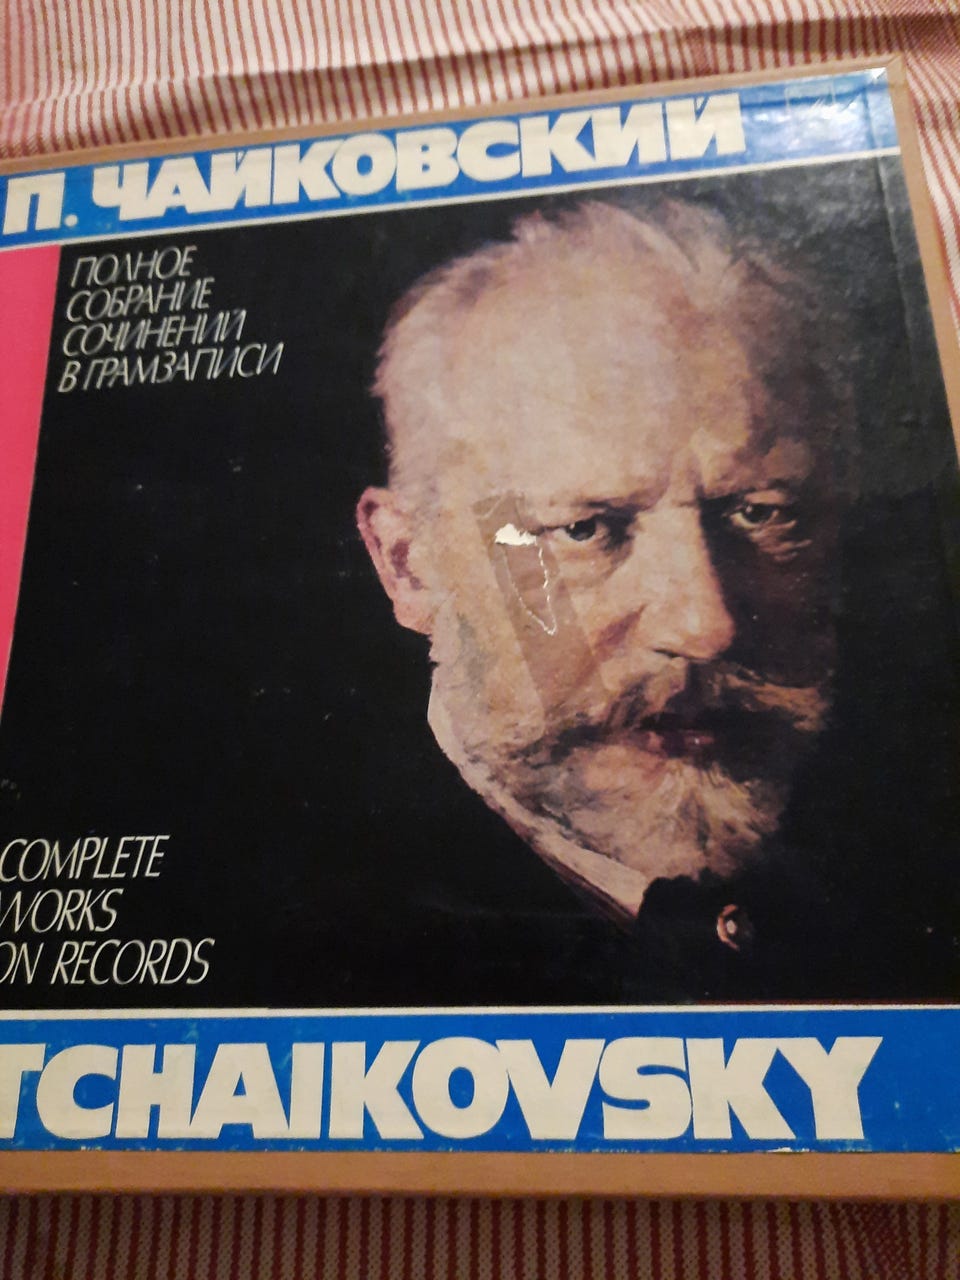 П. ЧАЙКОВСКИЙ
ПОЛНОЕ
СОБРАНИЕ
СОЧИНЕНИЙ
В ГРАМЗАПИСИ
COMPLETE
WORKS
ON RECORDS
TCHAIKOVSKY